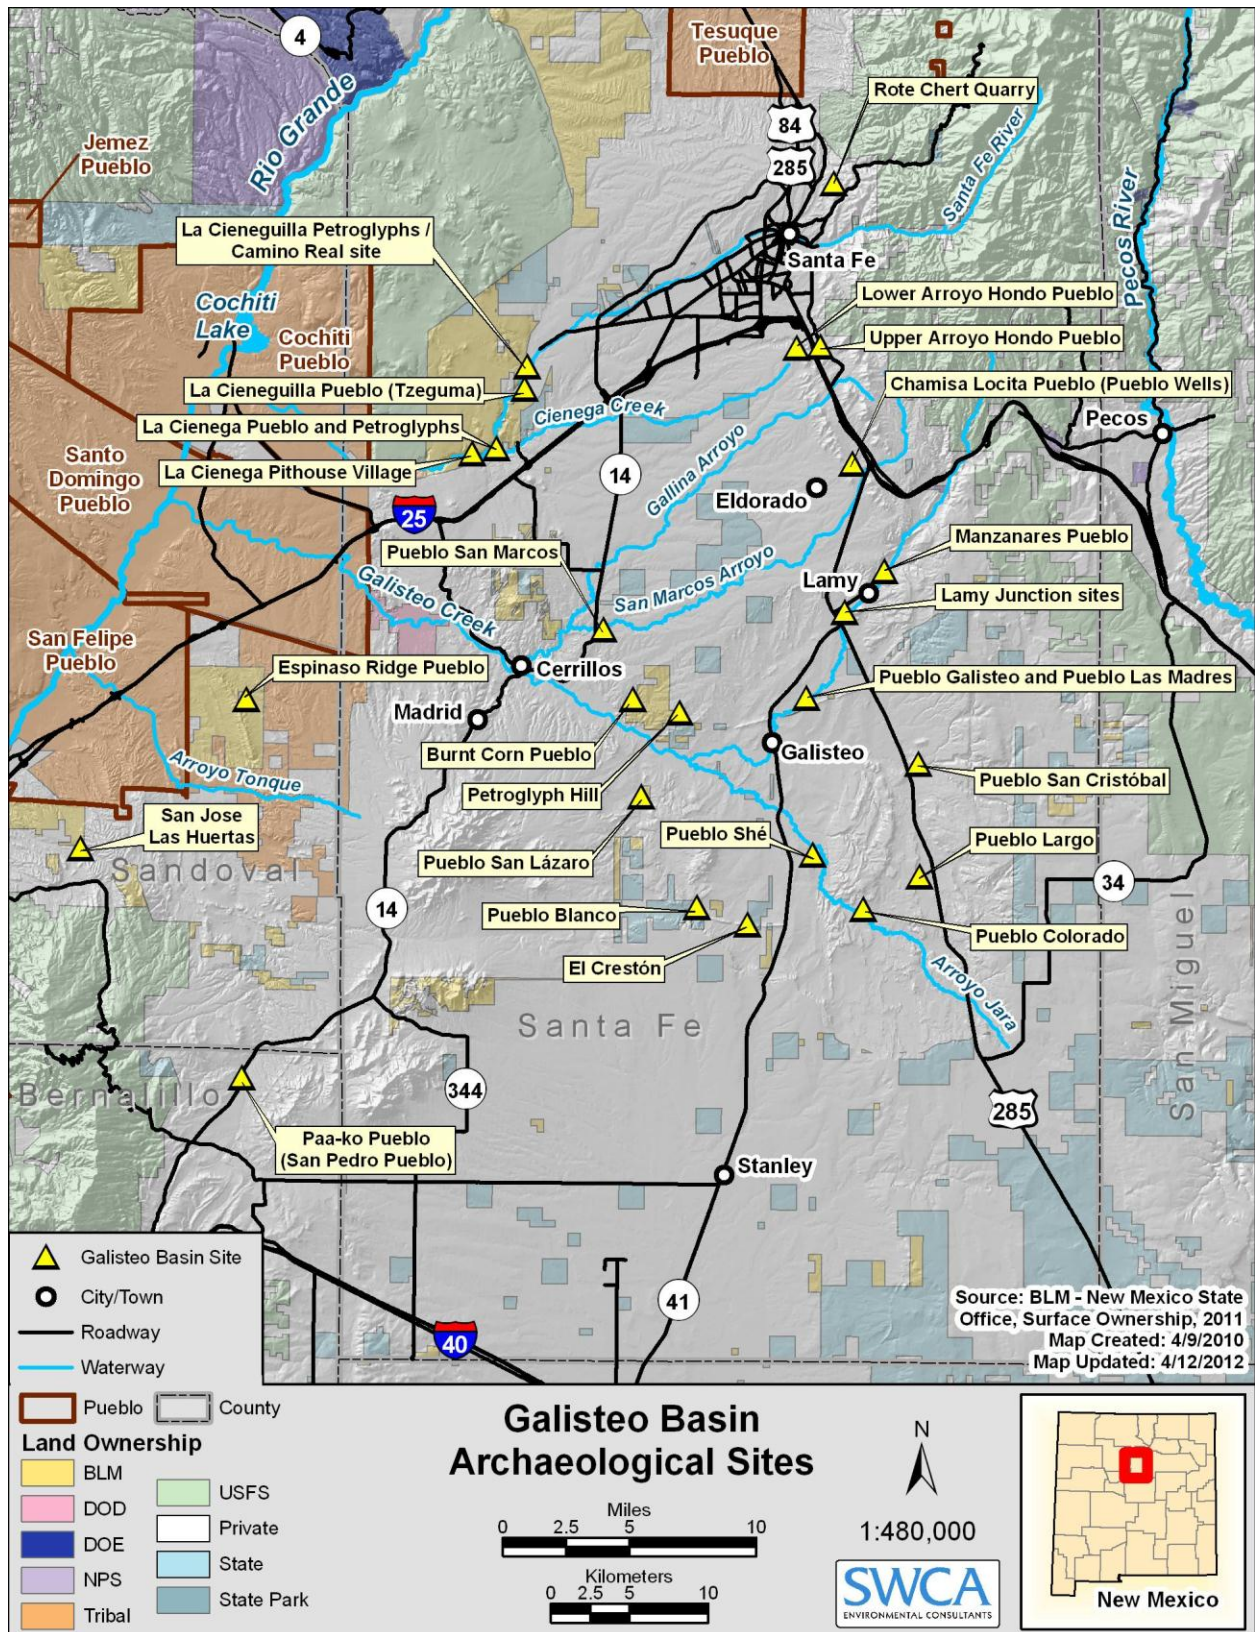 4
Tesuque
Pueblo
Rote Chert Quarry
Rio Grande
84
285
Santa Fe River
Pecos River
Jemez
Pueblo
La Cieneguilla Petroglyphs /
Camino Real site
Santa Fe
Lower Arroyo Hondo Pueblo
Cochiti
Lake
Cochiti
Pueblo
Upper Arroyo Hondo Pueblo
La Cieneguilla Pueblo (Tzeguma)
Chamisa Locita Pueblo (Pueblo Wells)
Cienega Creek
La Cienega Pueblo and Petroglyphs
Pecos
La Cienega Pithouse Village
Santo
Domingo
Pueblo
14
Gallina Arroyo
Eldorado
25
Pueblo San Marcos
Manzanares Pueblo
Galisteo Creek
San Marcos Arroyo
Lamy
Lamy Junction sites
San Felipe
Pueblo
Espinaso Ridge Pueblo
Cerrillos
Pueblo Galisteo and Pueblo Las Madres
Madrid
Burnt Corn Pueblo
Galisteo
Arroyo Tonque
Petroglyph Hill
Pueblo San Cristóbal
San Jose
Las Huertas
Pueblo Shé
Pueblo Largo
Sandoval
Pueblo San Lázaro
34
14
Pueblo Blanco
Pueblo Colorado
El Crestón
Arroyo Jara
San Miguel
Santa Fe
Bernalillo
344
285
Paa-ko Pueblo
(San Pedro Pueblo)
Stanley
41
40
Galisteo Basin Site
City/Town
Roadway
Waterway
Pueblo
County
Source: BLM - New Mexico State
Office, Surface Ownership, 2011
Map Created: 4/9/2010
Map Updated: 4/12/2012
Land Ownership
BLM
DOD
DOE
NPS
Tribal
USFS
Private
State
State Park
Galisteo Basin
Archaeological Sites
Miles
0 2.5 5 10
Kilometers
0 2.5 5 10
N
1:480,000
SWCA
ENVIRONMENTAL CONSULTANTS
New Mexico